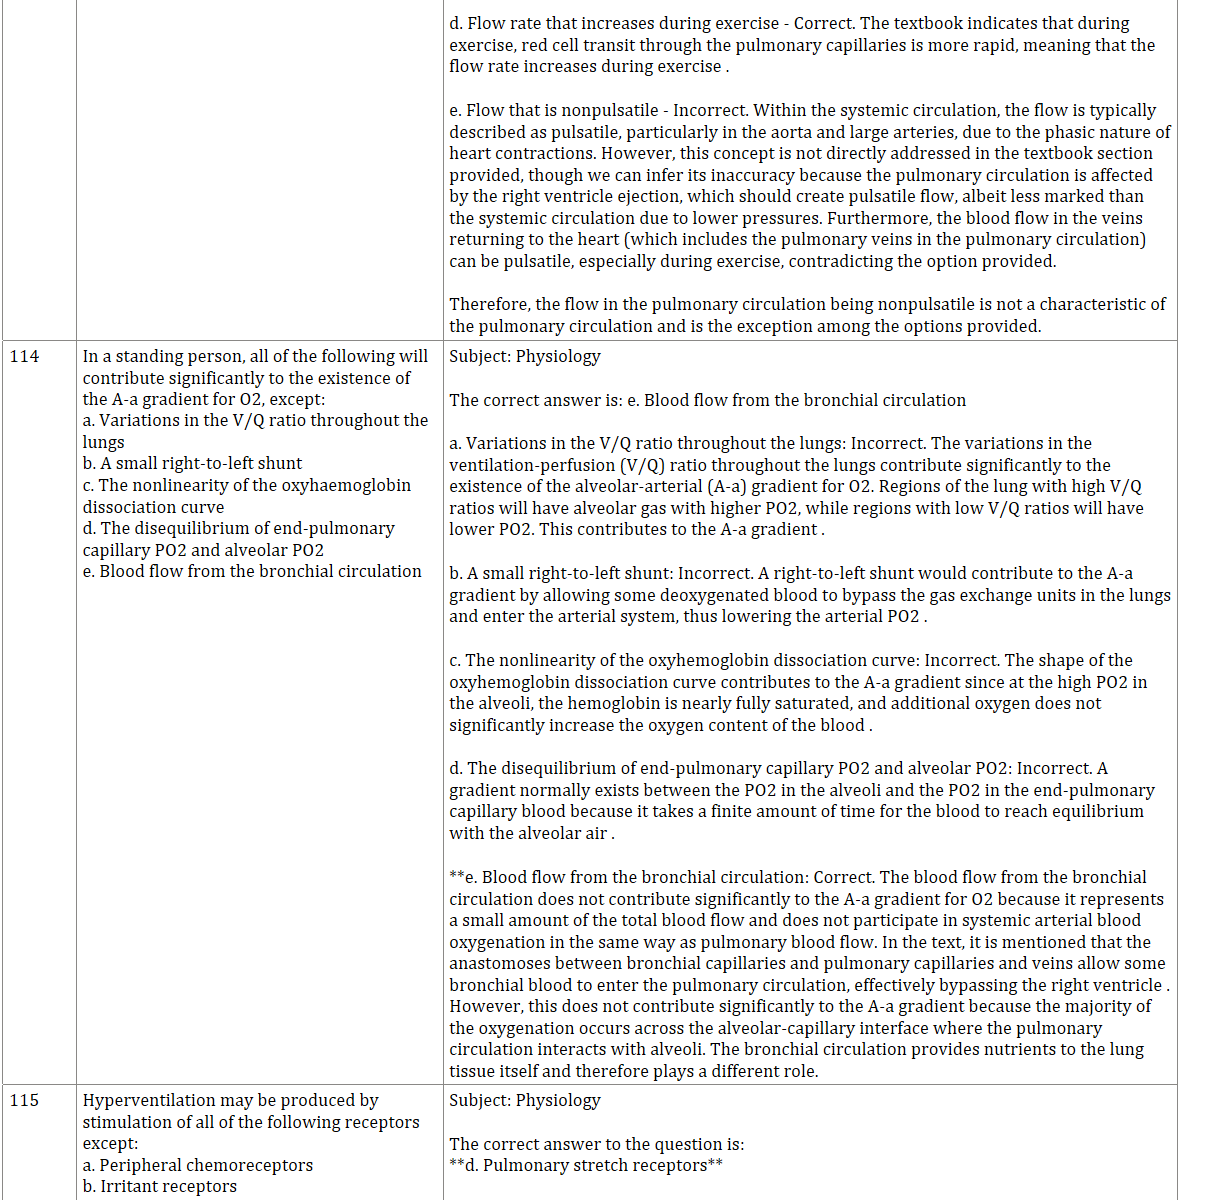 d. Flow rate that increases during exercise - Correct. The textbook indicates that during
exercise, red cell transit through the pulmonary capillaries is more rapid, meaning that the
flow rate increases during exercise .
e. Flow that is nonpulsatile - Incorrect. Within the systemic circulation, the flow is typically
described as pulsatile, particularly in the aorta and large arteries, due to the phasic nature of
heart contractions. However, this concept is not directly addressed in the textbook section
provided, though we can infer its inaccuracy because the pulmonary circulation is affected
by the right ventricle ejection, which should create pulsatile flow, albeit less marked than
the systemic circulation due to lower pressures. Furthermore, the blood flow in the veins
returning to the heart (which includes the pulmonary veins in the pulmonary circulation)
can be pulsatile, especially during exercise, contradicting the option provided.
Therefore, the flow in the pulmonary circulation being nonpulsatile is not a characteristic of
the pulmonary circulation and is the exception among the options provided.
114
In a standing person, all of the following will
contribute significantly to the existence of
the A-a gradient for O2, except:
a. Variations in the V/Q ratio throughout the
lungs
b. A small right-to-left shunt
c. The nonlinearity of the oxyhaemoglobin
dissociation curve
d. The disequilibrium of end-pulmonary
capillary PO2 and alveolar PO2
e. Blood flow from the bronchial circulation
Subject: Physiology
The correct answer is: e. Blood flow from the bronchial circulation
a. Variations in the V/Q ratio throughout the lungs: Incorrect. The variations in the
ventilation-perfusion (V/Q) ratio throughout the lungs contribute significantly to the
existence of the alveolar-arterial (A-a) gradient for O2. Regions of the lung with high V/Q
ratios will have alveolar gas with higher PO2, while regions with low V/Q ratios will have
lower PO2. This contributes to the A-a gradient .
b. A small right-to-left shunt: Incorrect. A right-to-left shunt would contribute to the A-a
gradient by allowing some deoxygenated blood to bypass the gas exchange units in the lungs
and enter the arterial system, thus lowering the arterial PO2 .
c. The nonlinearity of the oxyhemoglobin dissociation curve: Incorrect. The shape of the
oxyhemoglobin dissociation curve contributes to the A-a gradient since at the high PO2 in
the alveoli, the hemoglobin is nearly fully saturated, and additional oxygen does not
significantly increase the oxygen content of the blood .
d. The disequilibrium of end-pulmonary capillary PO2 and alveolar PO2: Incorrect. A
gradient normally exists between the PO2 in the alveoli and the PO2 in the end-pulmonary
capillary blood because it takes a finite amount of time for the blood to reach equilibrium
with the alveolar air .
**e. Blood flow from the bronchial circulation: Correct. The blood flow from the bronchial
circulation does not contribute significantly to the A-a gradient for O2 because it represents
a small amount of the total blood flow and does not participate in systemic arterial blood
oxygenation in the same way as pulmonary blood flow. In the text, it is mentioned that the
anastomoses between bronchial capillaries and pulmonary capillaries and veins allow some
bronchial blood to enter the pulmonary circulation, effectively bypassing the right ventricle .
However, this does not contribute significantly to the A-a gradient because the majority of
the oxygenation occurs across the alveolar-capillary interface where the pulmonary
circulation interacts with alveoli. The bronchial circulation provides nutrients to the lung
tissue itself and therefore plays a different role.
115
Hyperventilation may be produced by
stimulation of all of the following receptors
except:
a. Peripheral chemoreceptors
b. Irritant receptors
Subject: Physiology
The correct answer to the question is:
**d. Pulmonary stretch receptors**